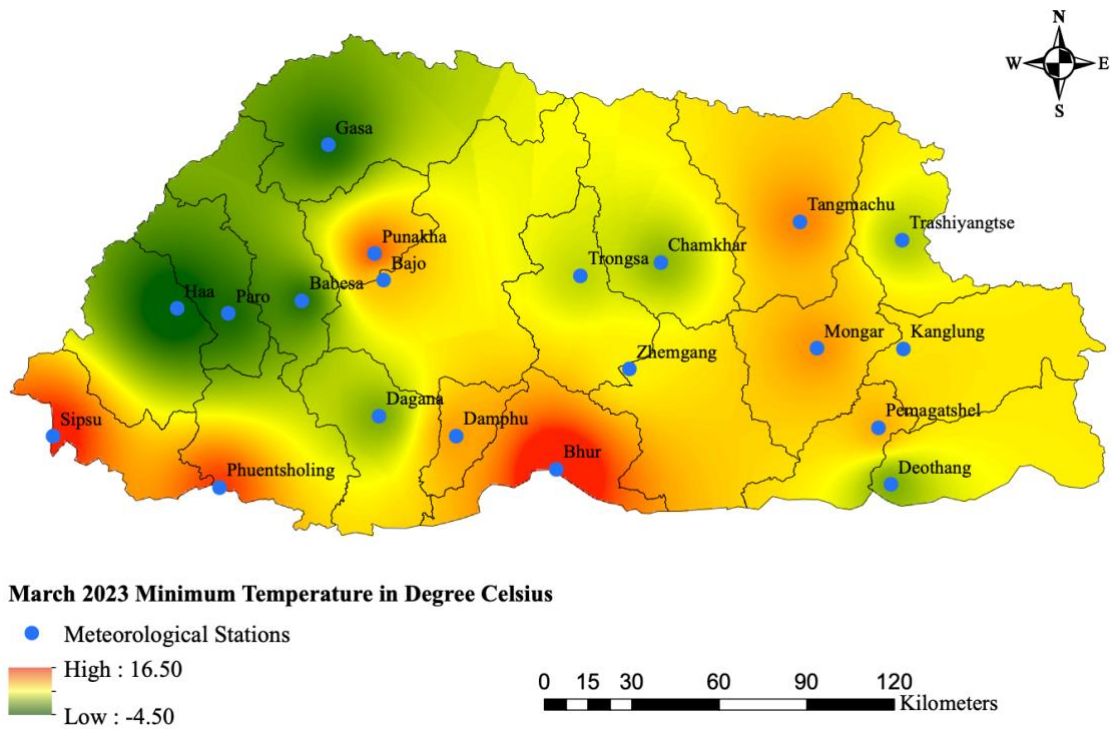 N
W E
S
Gasa
Tangmachu
Trashiyangtse
Punakha
Chamkhar
Bajo
Trongsa
Babesa
Haa
Paro
Mongar
Kanglung
Zhemgang
Dagana
Pemagatshel
Sipsu
Damphu
Bhur
Phuentsholing
Deothang
March 2023 Minimum Temperature in Degree Celsius
Meteorological Stations
High : 16.50
Low : -4.50
0 15 30 60 90 120
Kilometers